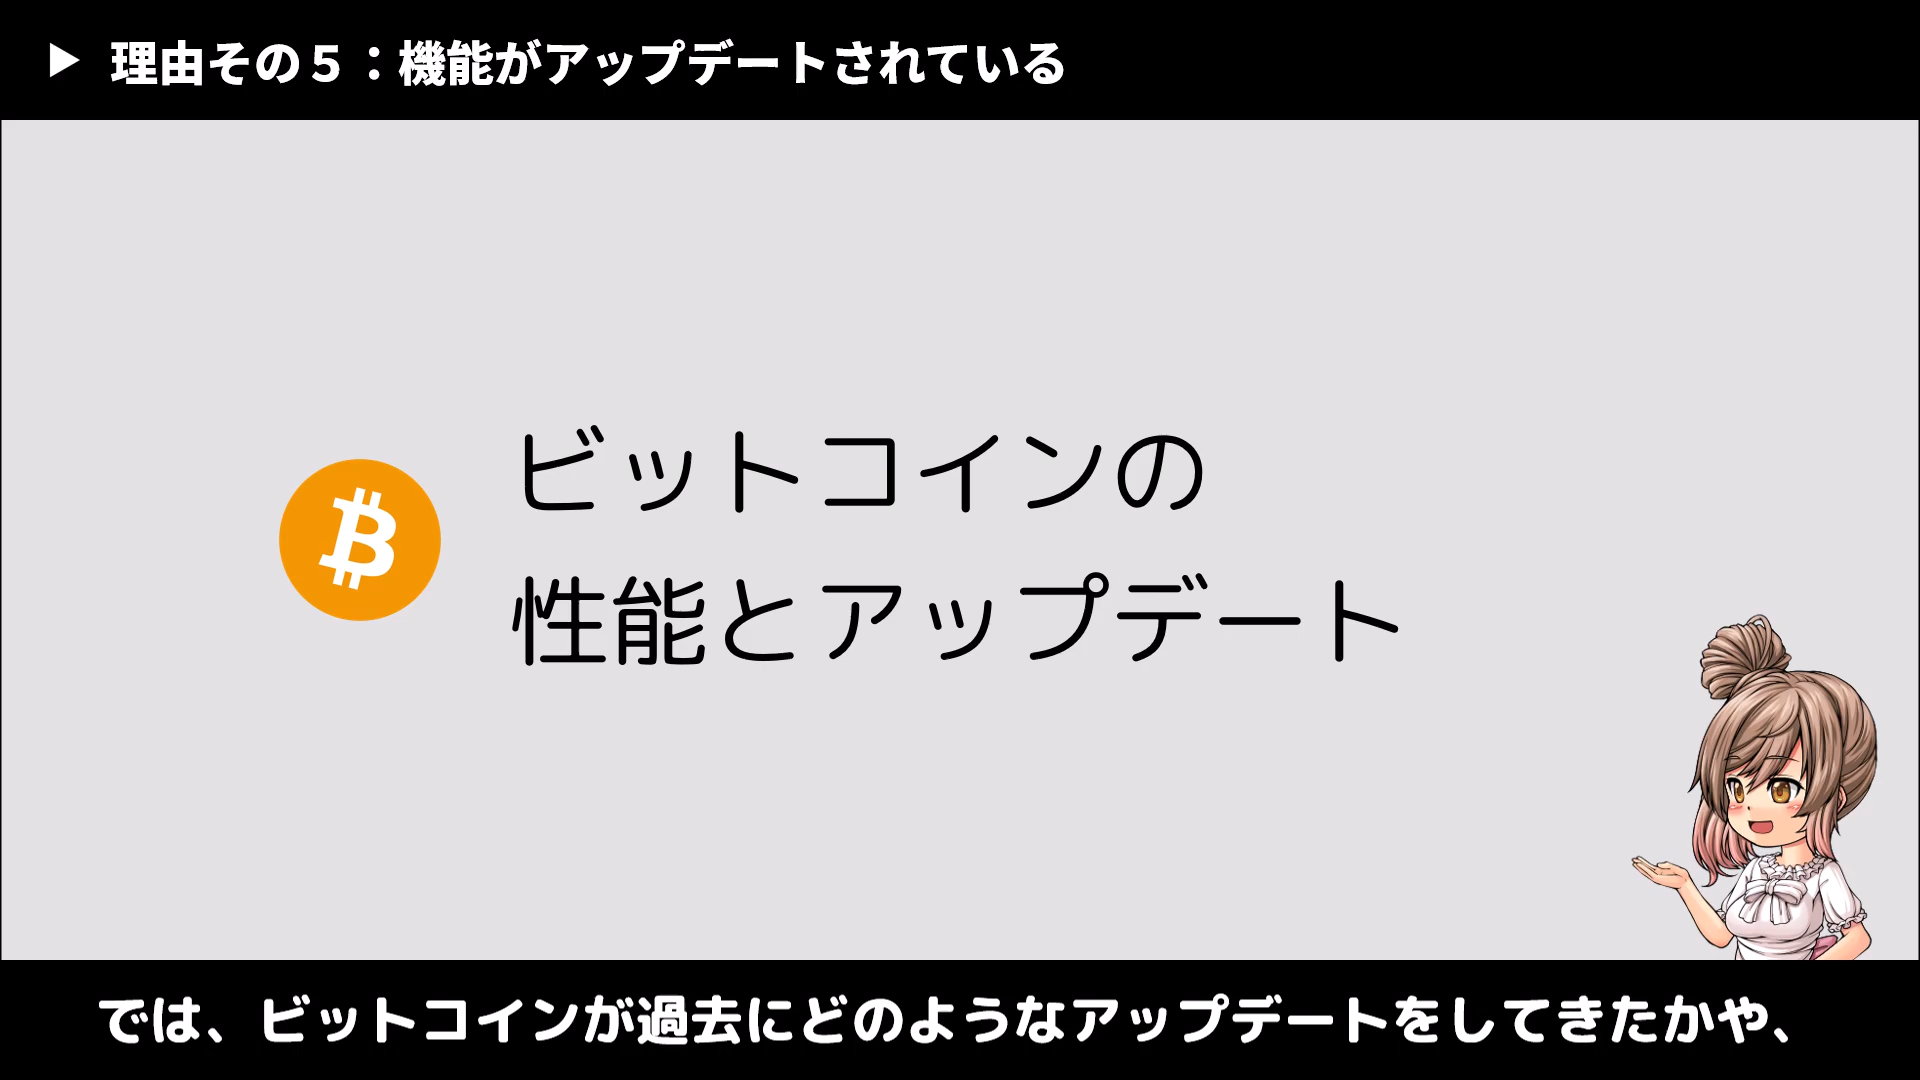 ▶ 理由その５：機能がアップデートされている
ビットコインの
性能とアップデート
では、ビットコインが過去にどのようなアップデートをしてきたかや、